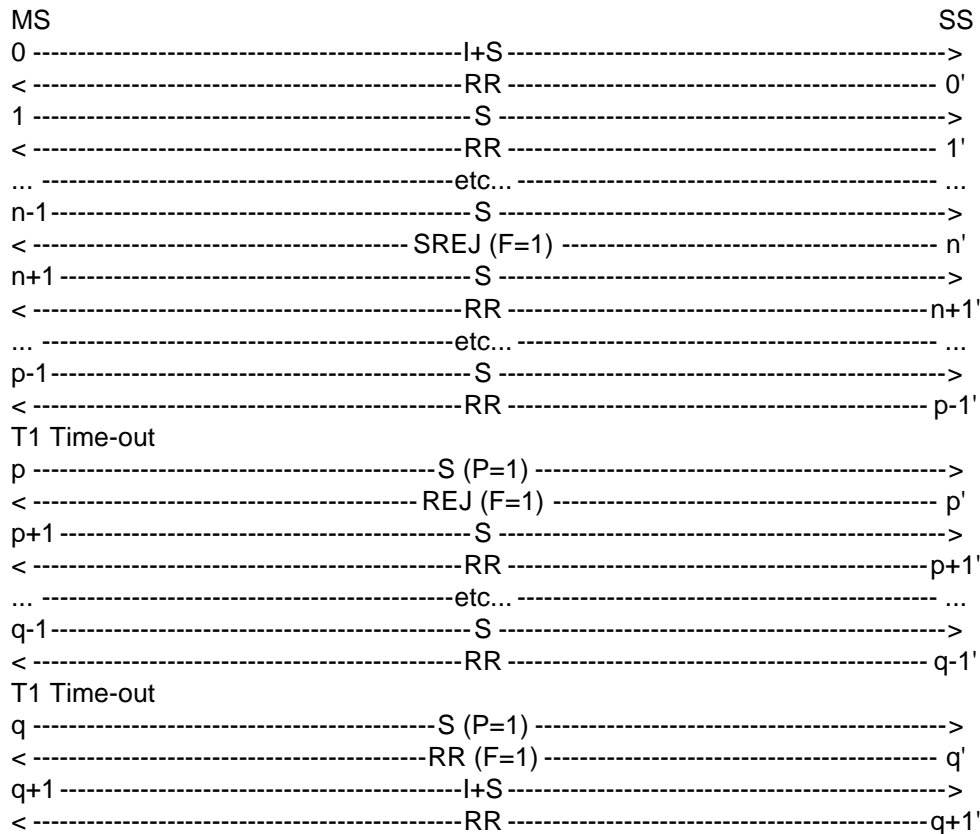 MS SS
0 ------------------------------------------------I+S -------------------------------------------------->
< ------------------------------------------------RR ------------------------------------------------- 0'
1 -------------------------------------------------- S --------------------------------------------------->
< ------------------------------------------------RR ------------------------------------------------- 1'
... -----------------------------------------------etc... ------------------------------------------------ ...
n-1------------------------------------------------ S --------------------------------------------------->
< ------------------------------------------ SREJ (F=1) ------------------------------------------- n'
n+1 ----------------------------------------------- S --------------------------------------------------->
< ------------------------------------------------RR ------------------------------------------------n+1'
... -----------------------------------------------etc... ------------------------------------------------ ...
p-1------------------------------------------------ S --------------------------------------------------->
< ------------------------------------------------RR ------------------------------------------------ p-1'
T1 Time-out
p ---------------------------------------------S (P=1) ----------------------------------------------->
< ------------------------------------------- REJ (F=1) -------------------------------------------- p'
p+1 ----------------------------------------------- S --------------------------------------------------->
< ------------------------------------------------RR ------------------------------------------------p+1'
... -----------------------------------------------etc... ------------------------------------------------ ...
q-1------------------------------------------------ S --------------------------------------------------->
< ------------------------------------------------RR ------------------------------------------------ q-1'
T1 Time-out
q ---------------------------------------------S (P=1) ----------------------------------------------->
< --------------------------------------------RR (F=1) --------------------------------------------- q'
q+1 ----------------------------------------------I+S -------------------------------------------------->
< ------------------------------------------------RR ------------------------------------------------q+1'